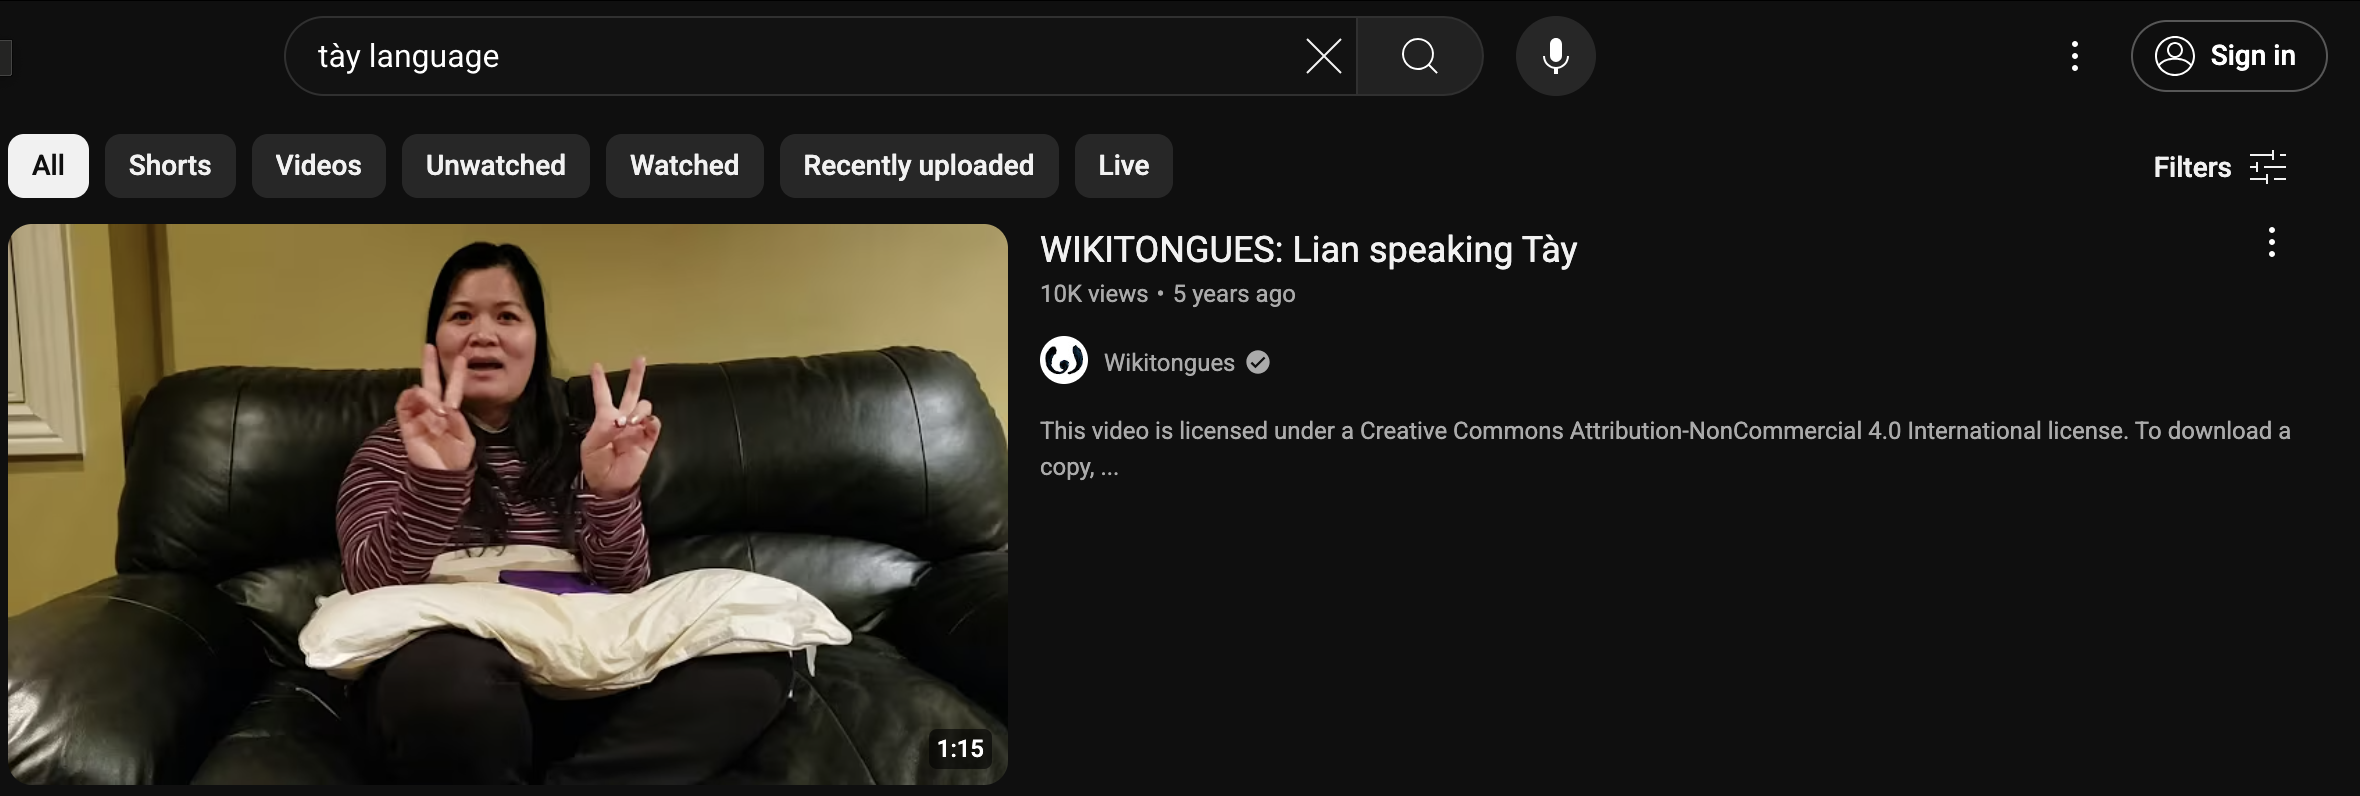 tày language
Sign in
All
Shorts
Videos
Unwatched
Watched
Recently uploaded
Live
Filters
WIKITONGUES: Lian speaking Tày
10K views • 5 years ago
Wikitongues
This video is licensed under a Creative Commons Attribution-NonCommercial 4.0 International license. To download a
copy, ...
1:15